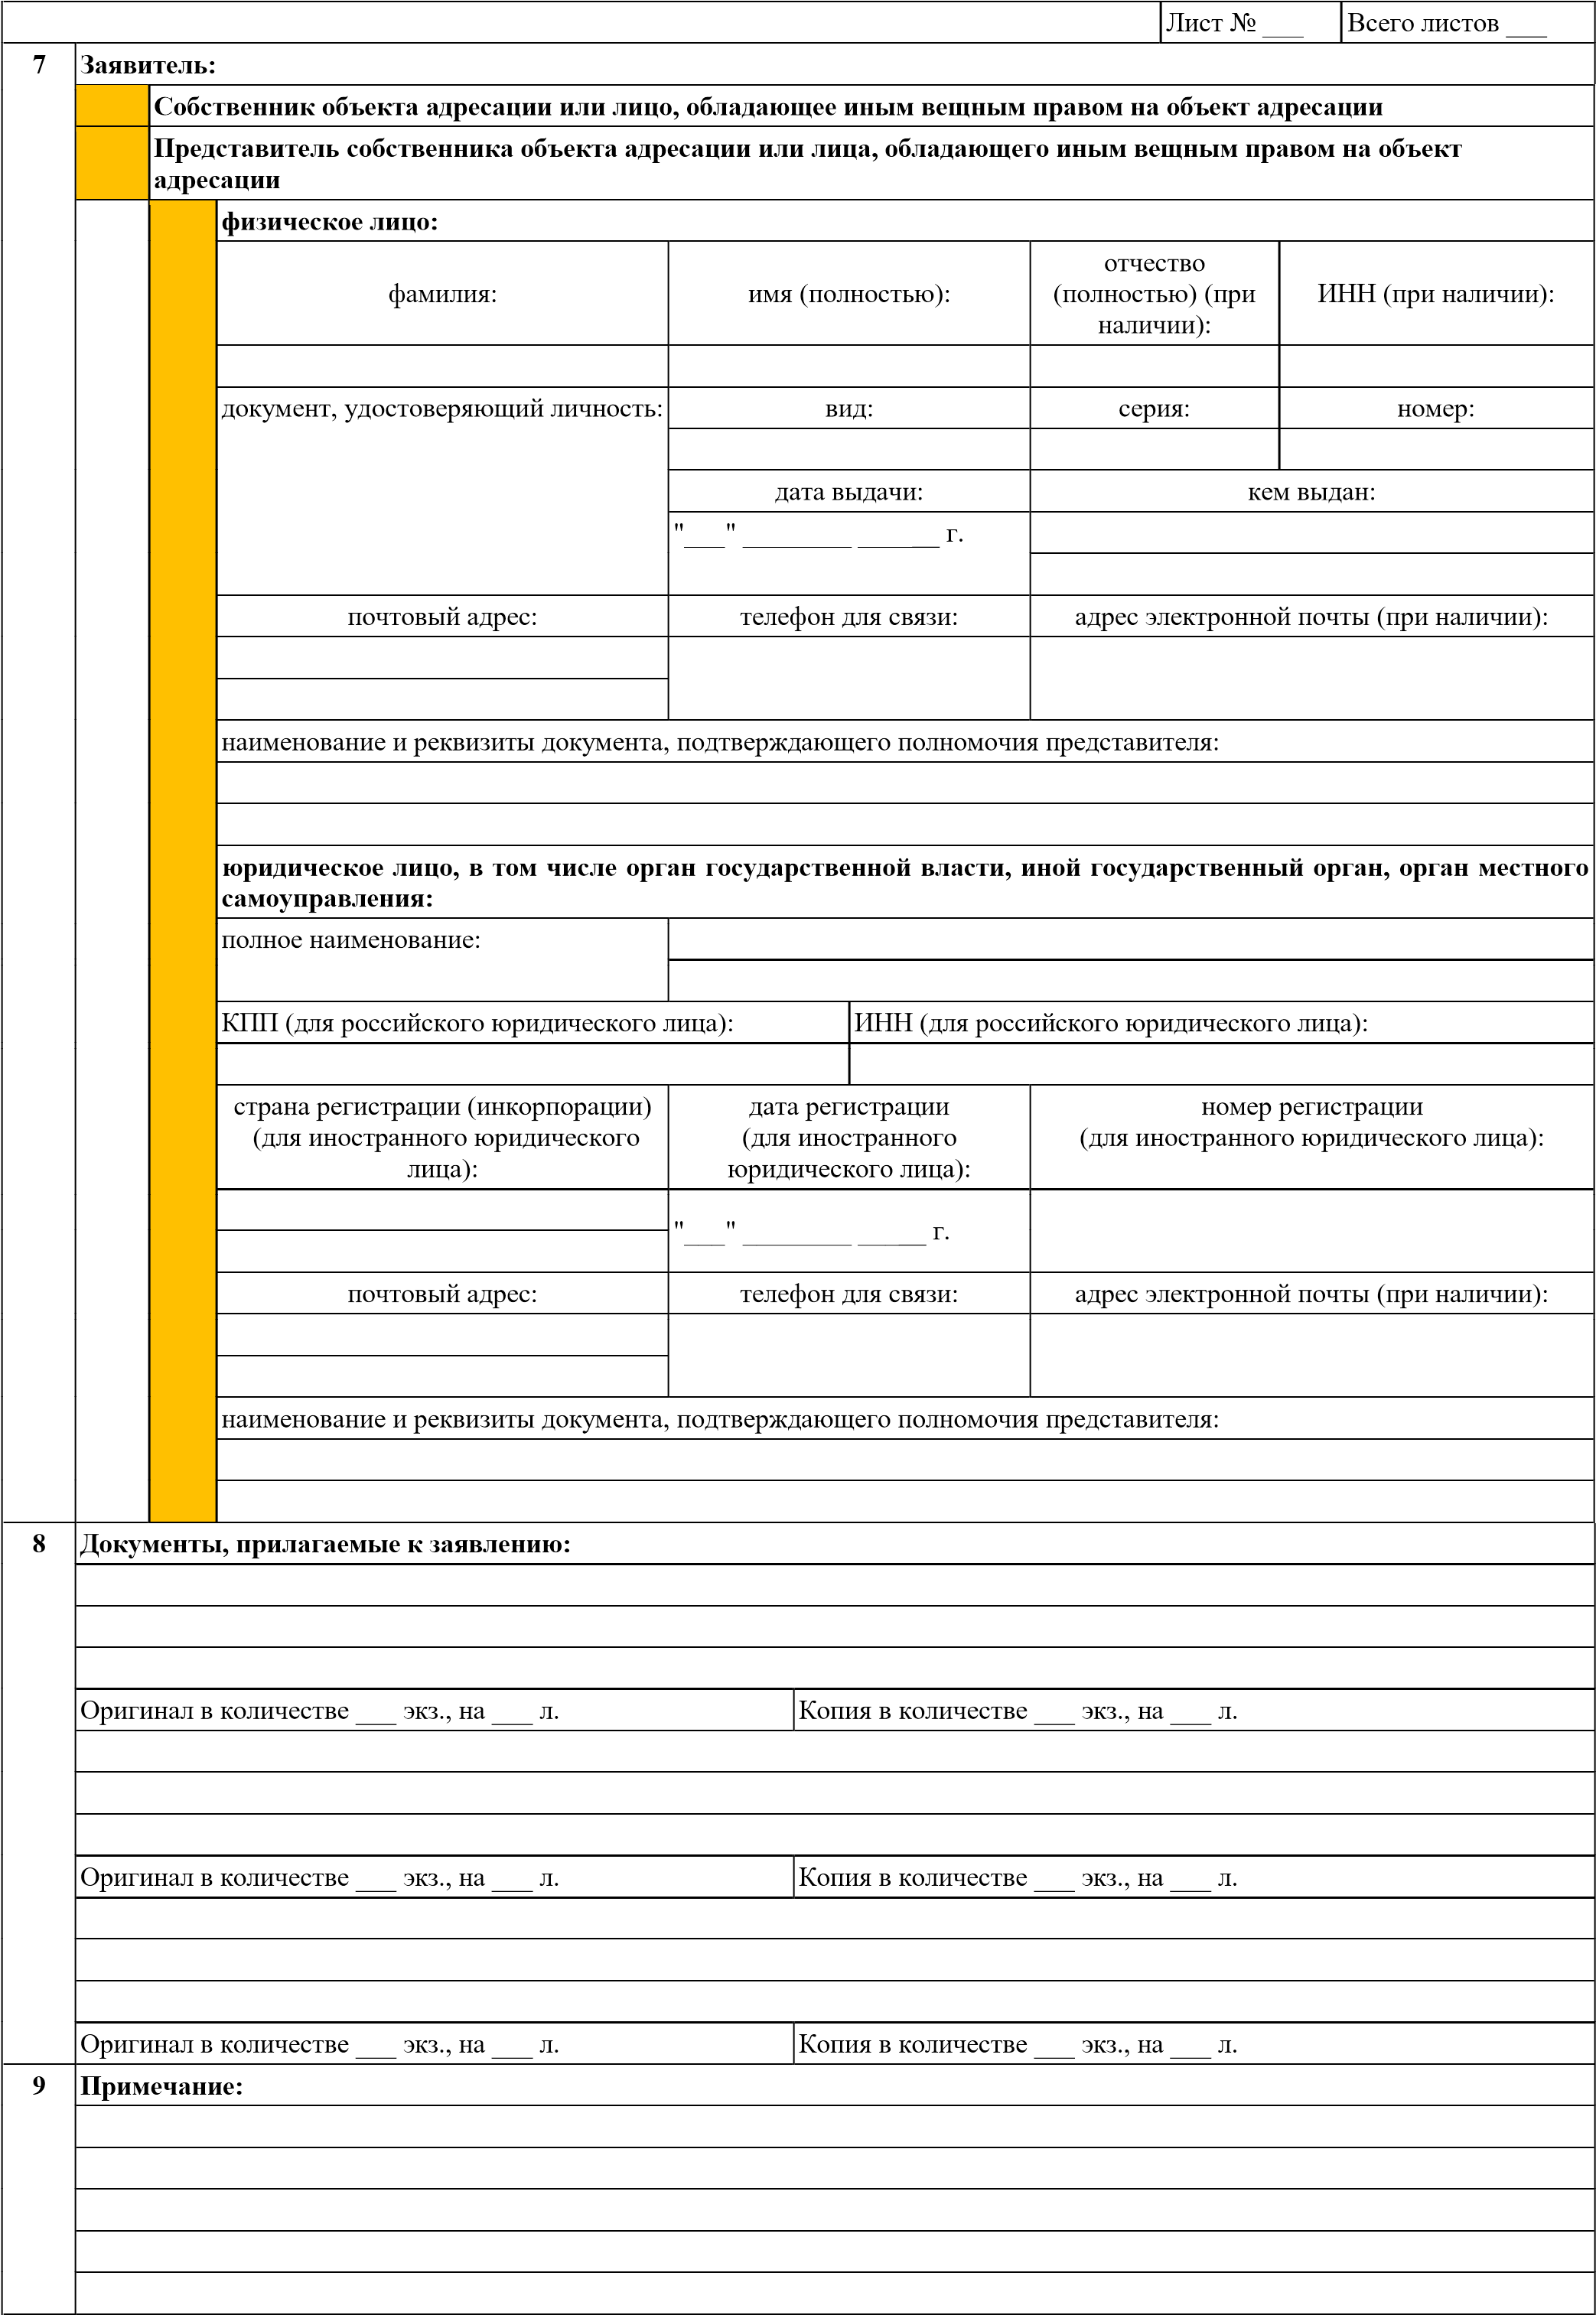 Лист № ___ Всего листов ___
7 Заявитель:
Собственник объекта адресации или лицо, обладающее иным вещным правом на объект адресации
Представитель собственника объекта адресации или лица, обладающего иным вещным правом на объект
адресации
физическое лицо:
фамилия: имя (полностью): отчество (полностью) (при наличии): ИНН (при наличии):
документ, удостоверяющий личность: вид: серия: номер:
дата выдачи: кем выдан:
"___" ________ ______ г.
почтовый адрес: телефон для связи: адрес электронной почты (при наличии):
наименование и реквизиты документа, подтверждающего полномочия представителя:
юридическое лицо, в том числе орган государственной власти, иной государственный орган, орган местного
самоуправления:
полное наименование:
КПП (для российского юридического лица): ИНН (для российского юридического лица):
страна регистрации (инкорпорации) (для иностранного юридического лица): дата регистрации (для иностранного юридического лица): номер регистрации (для иностранного юридического лица):
"___" ________ _____ г.
почтовый адрес: телефон для связи: адрес электронной почты (при наличии):
наименование и реквизиты документа, подтверждающего полномочия представителя:
8 Документы, прилагаемые к заявлению:
Оригинал в количестве ___ экз., на ___ л. Копия в количестве ___ экз., на ___ л.
Оригинал в количестве ___ экз., на ___ л. Копия в количестве ___ экз., на ___ л.
Оригинал в количестве ___ экз., на ___ л. Копия в количестве ___ экз., на ___ л.
9 Примечание: